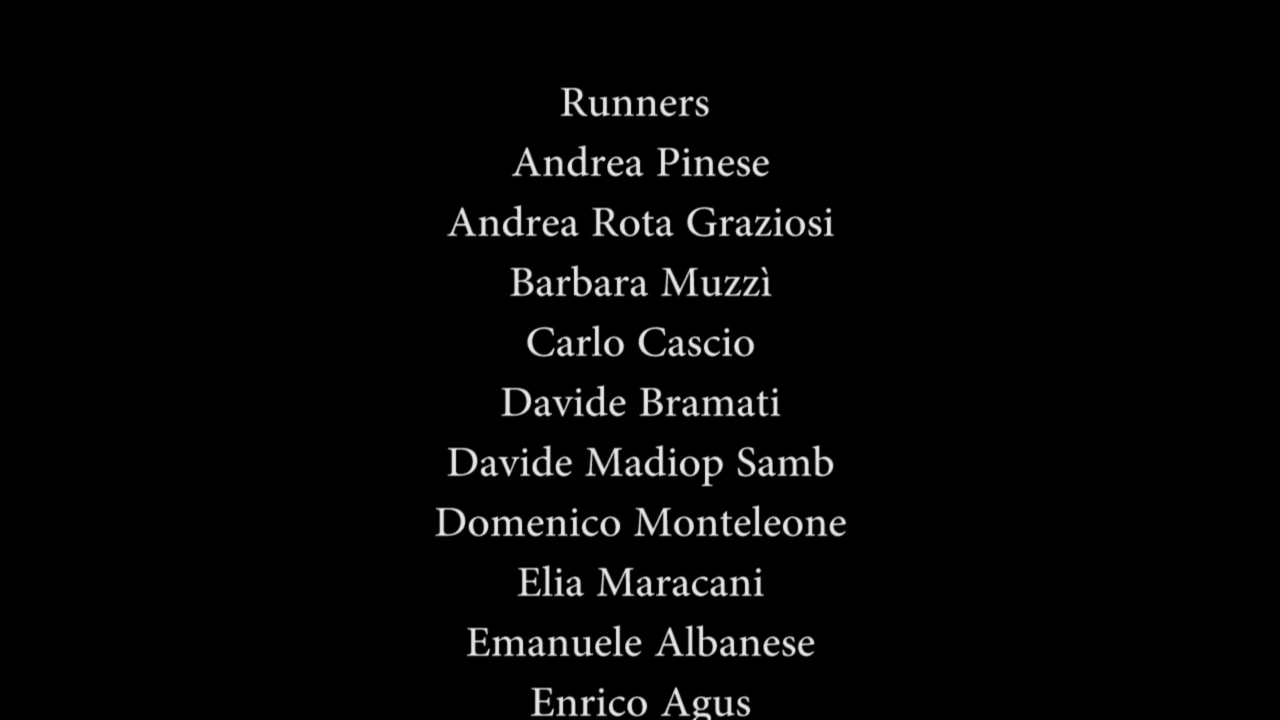 Runners
Andrea Pinese
Andrea Rota Graziosi
Barbara Muzzì
Carlo Cascio
Davide Bramati
Davide Madiop Samb
Domenico Monteleone
Elia Maracani
Emanuele Albanese
Enrico Agus